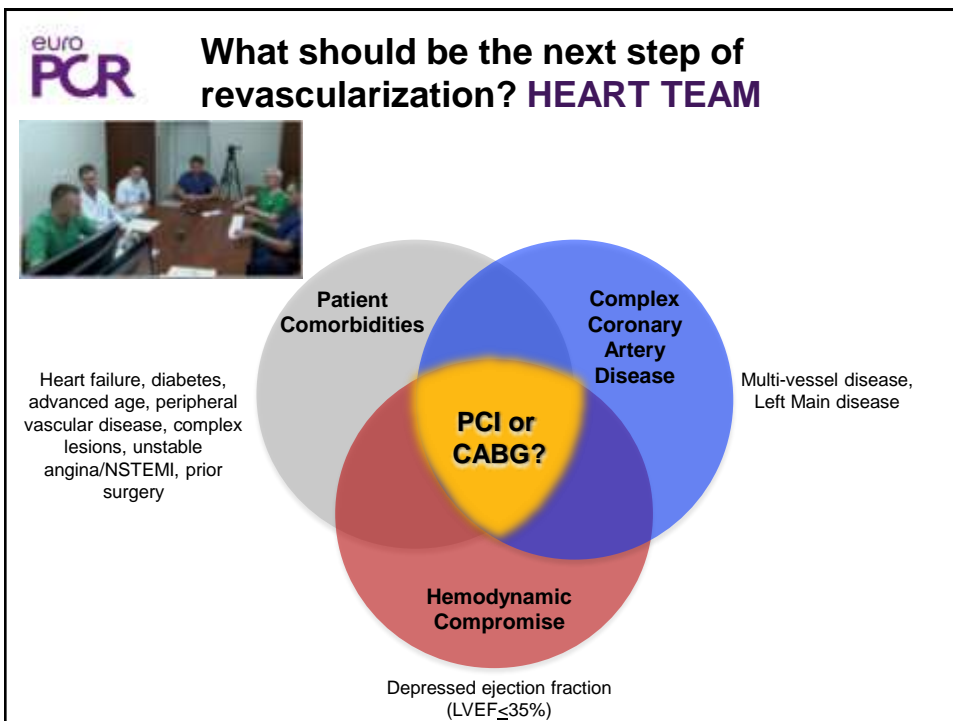 euro
PCR
What should be the next step of
revascularization? HEART TEAM
Patient
Comorbidities
Complex
Coronary
Artery
Disease
Heart failure, diabetes,
advanced age, peripheral
vascular disease, complex
lesions, unstable
angina/NSTEMI, prior
surgery
Multi-vessel disease,
Left Main disease
PCI or
CABG?
Hemodynamic
Compromise
Depressed ejection fraction
(LVEF≤35%)